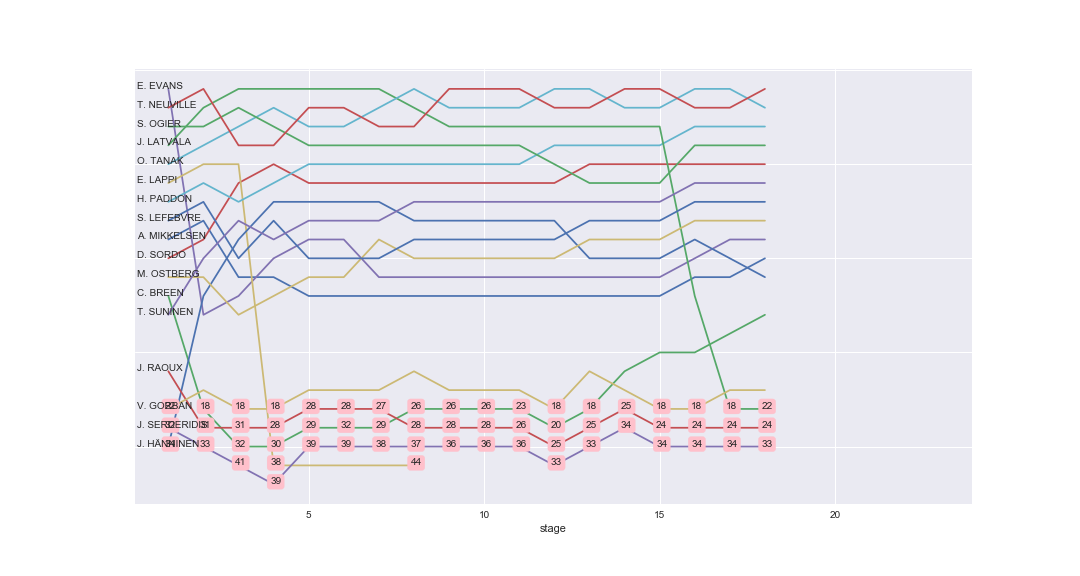 E. EVANS
T. NEUVILLE
S. OGIER
J. LATVALA
O. TANAK
E. LAPPI
H. PADDON
S. LEFEBVRE
A. MIKKELSEN
D. SORDO
M. OSTBERG
C. BREEN
T. SUNINEN
J. RAOUX
V. GORBAN 18 18 18 28 28 27 26 26 26 23 18 18 25 18 18 18 22
J. SERDERIDIS 31 28 29 32 29 28 28 28 26 20 25 34 24 24 24 24
J. HÄNNINEN 33 32 30 39 39 38 37 36 36 36 25 33 34 34 34 33
41 38 44 33
39
5 10 15 20
stage